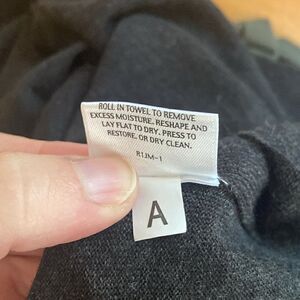 ROLL IN TOWEL TO REMOVE
EXCESS MOISTURE. RESHAPE AND
LAY FLAT TO DRY. PRESS TO
RESTORE. OR DRY CLEAN.
R1JM-1
A